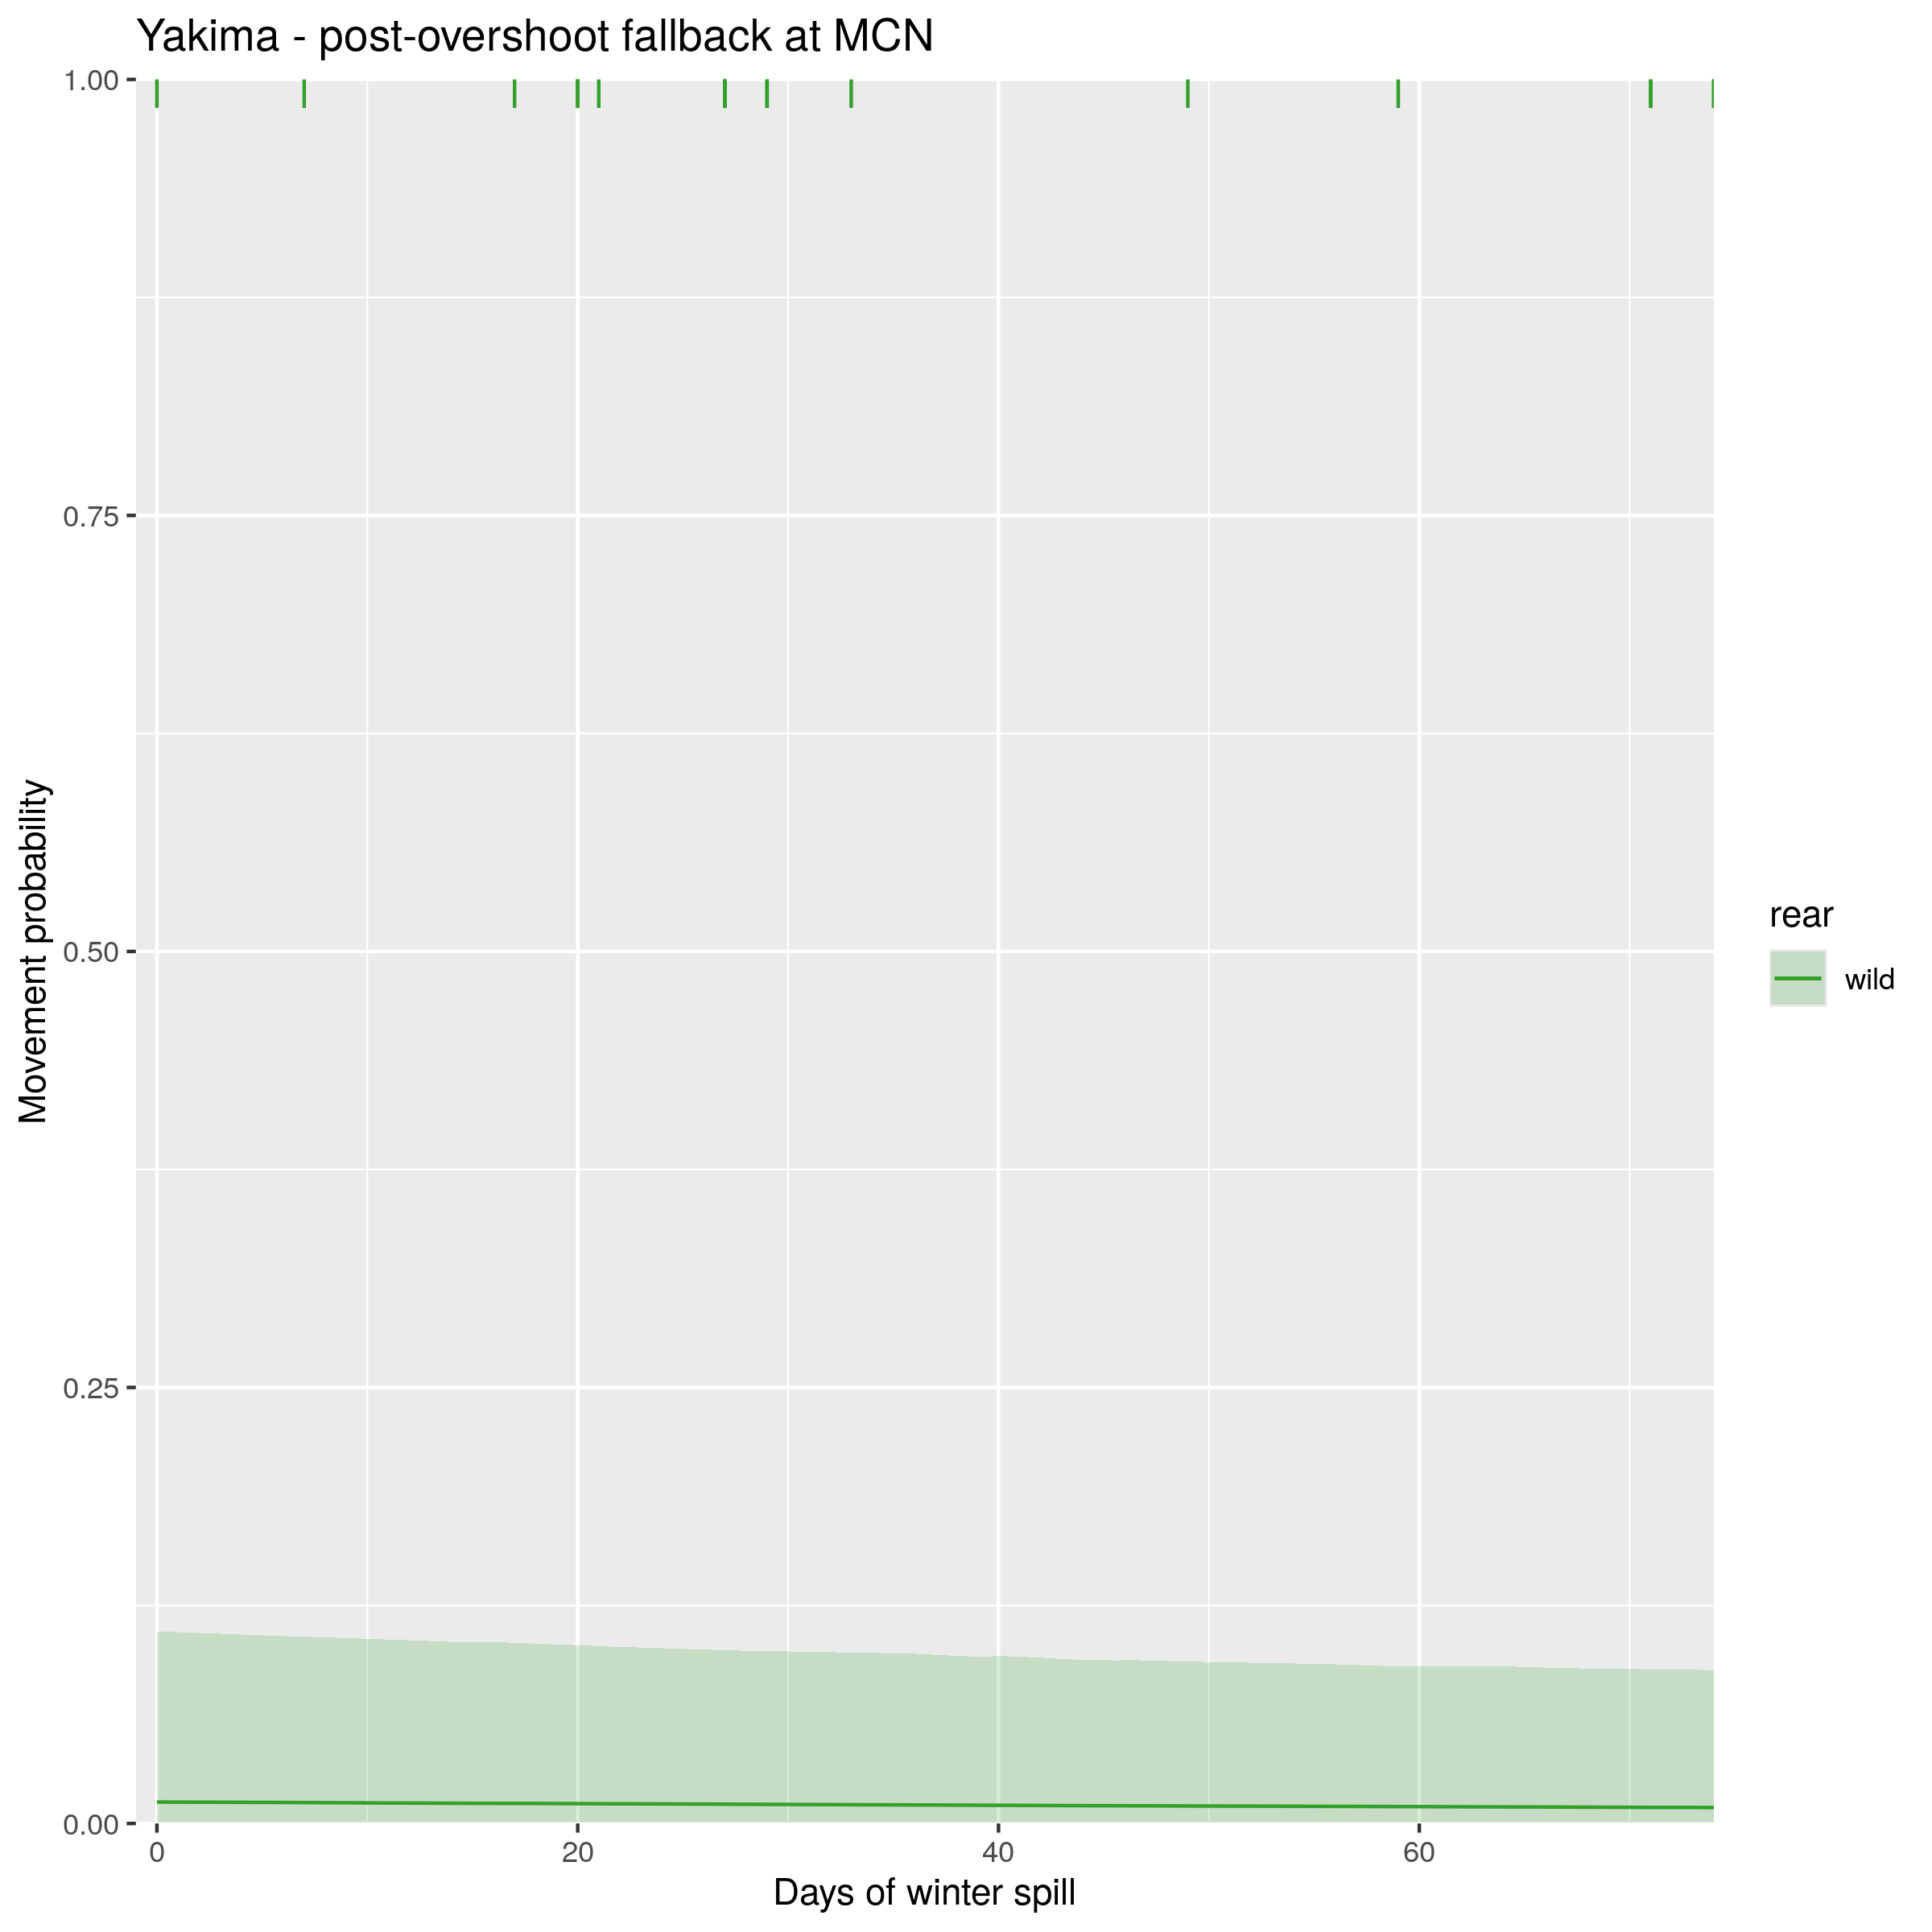 Yakima - post-overshoot fallback at MCN
1.00
0.75
0.50
0.25
0.00
Movement probability
0
20
40
60
Days of winter spill
rear
wild